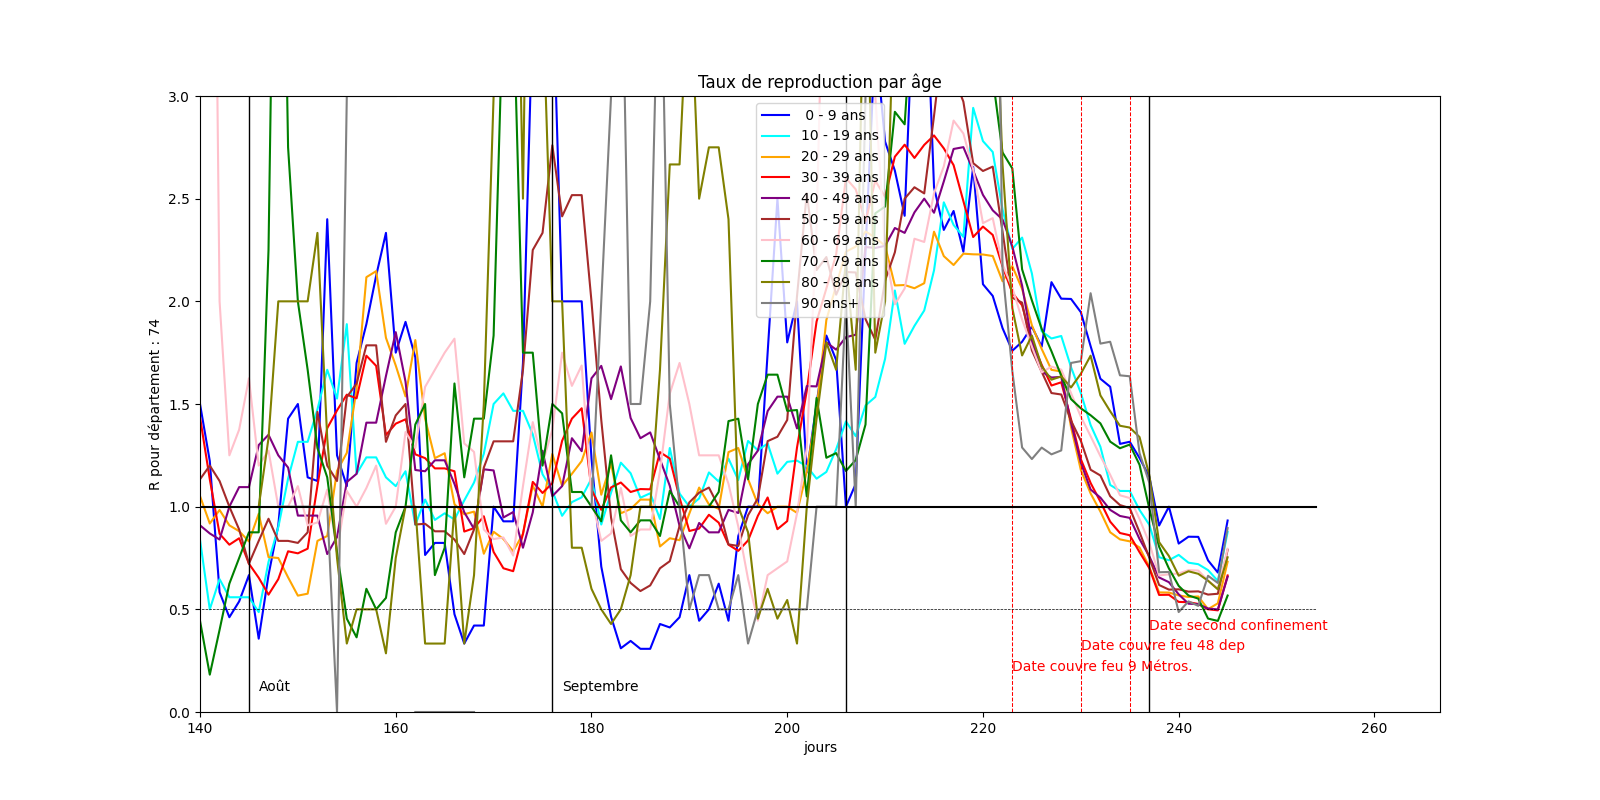 Taux de reproduction par âge
R pour département : 74
3.0
2.5
2.0
1.5
1.0
0.5
0.0
0 - 9 ans
10 - 19 ans
20 - 29 ans
30 - 39 ans
40 - 49 ans
50 - 59 ans
60 - 69 ans
70 - 79 ans
80 - 89 ans
90 ans+
Date second confinement
Date couvre feu 48 dep
Date couvre feu 9 Métros.
Août
Septembre
140
160
180
200
220
240
260
jours